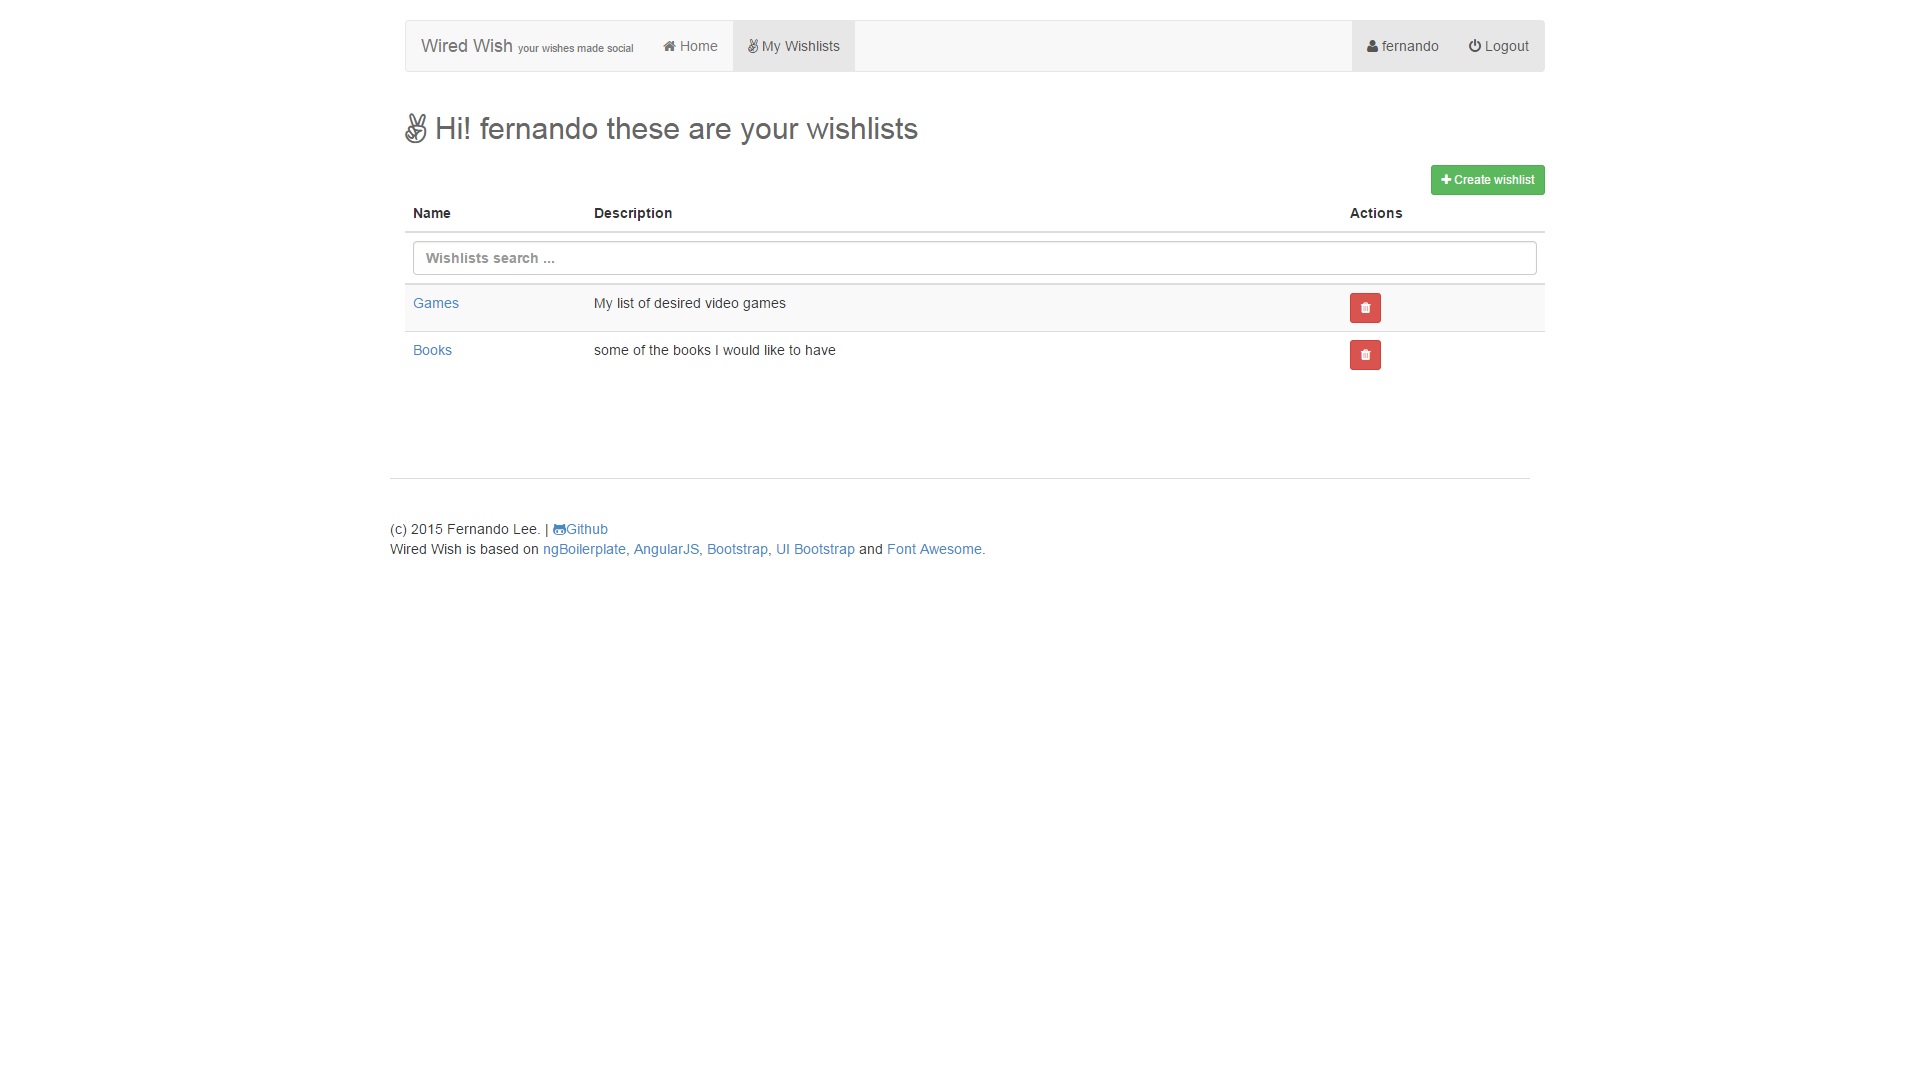 Wired Wish your wishes made social Home My Wishlists fernando Logout
Hi! fernando these are your wishlists
Create wishlist
Name Description Actions
Wishlists search ...
Games My list of desired video games
Books some of the books I would like to have
(c) 2015 Fernando Lee. | Github
Wired Wish is based on ngBoilerplate, AngularJS, Bootstrap, UI Bootstrap and Font Awesome.